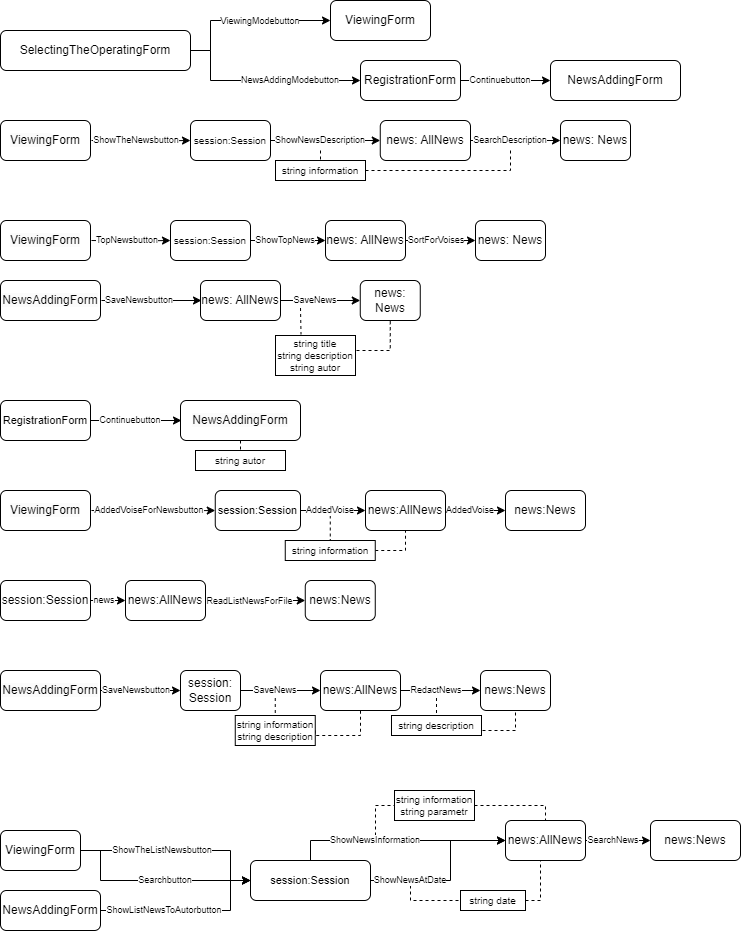 ViewingModebutton
ViewingForm
SelectingTheOperatingForm
NewsAddingModebutton
RegistrationForm
Continuebutton
NewsAddingForm
ViewingForm
ShowTheNewsbutton
session:Session
ShowNewsDescription
news: AllNews
SearchDescription
news: News
string information
ViewingForm
TopNewsbutton
session:Session
ShowTopNews
news: AllNews
SortForVoises
news: News
NewsAddingForm
SaveNewsbutton
news: AllNews
SaveNews
news:
News
string title
string description
string autor
RegistrationForm
Continuebutton
NewsAddingForm
string autor
ViewingForm
AddedVoiseForNewsbutton
session:Session
AddedVoise
news:AllNews
AddedVoise
news:News
string information
session:Session
news
news:AllNews
ReadListNewsForFile
news:News
NewsAddingForm
SaveNewsbutton
session:
Session
SaveNews
news:AllNews
RedactNews
news:News
string information
string description
string description
string information
string parametr
ViewingForm
ShowTheListNewsbutton
ShowNewsInformation
news:AllNews
SearchNews
news:News
Searchbutton
session:Session
ShowNewsAtDate
NewsAddingForm
ShowListNewsToAutorbutton
string date